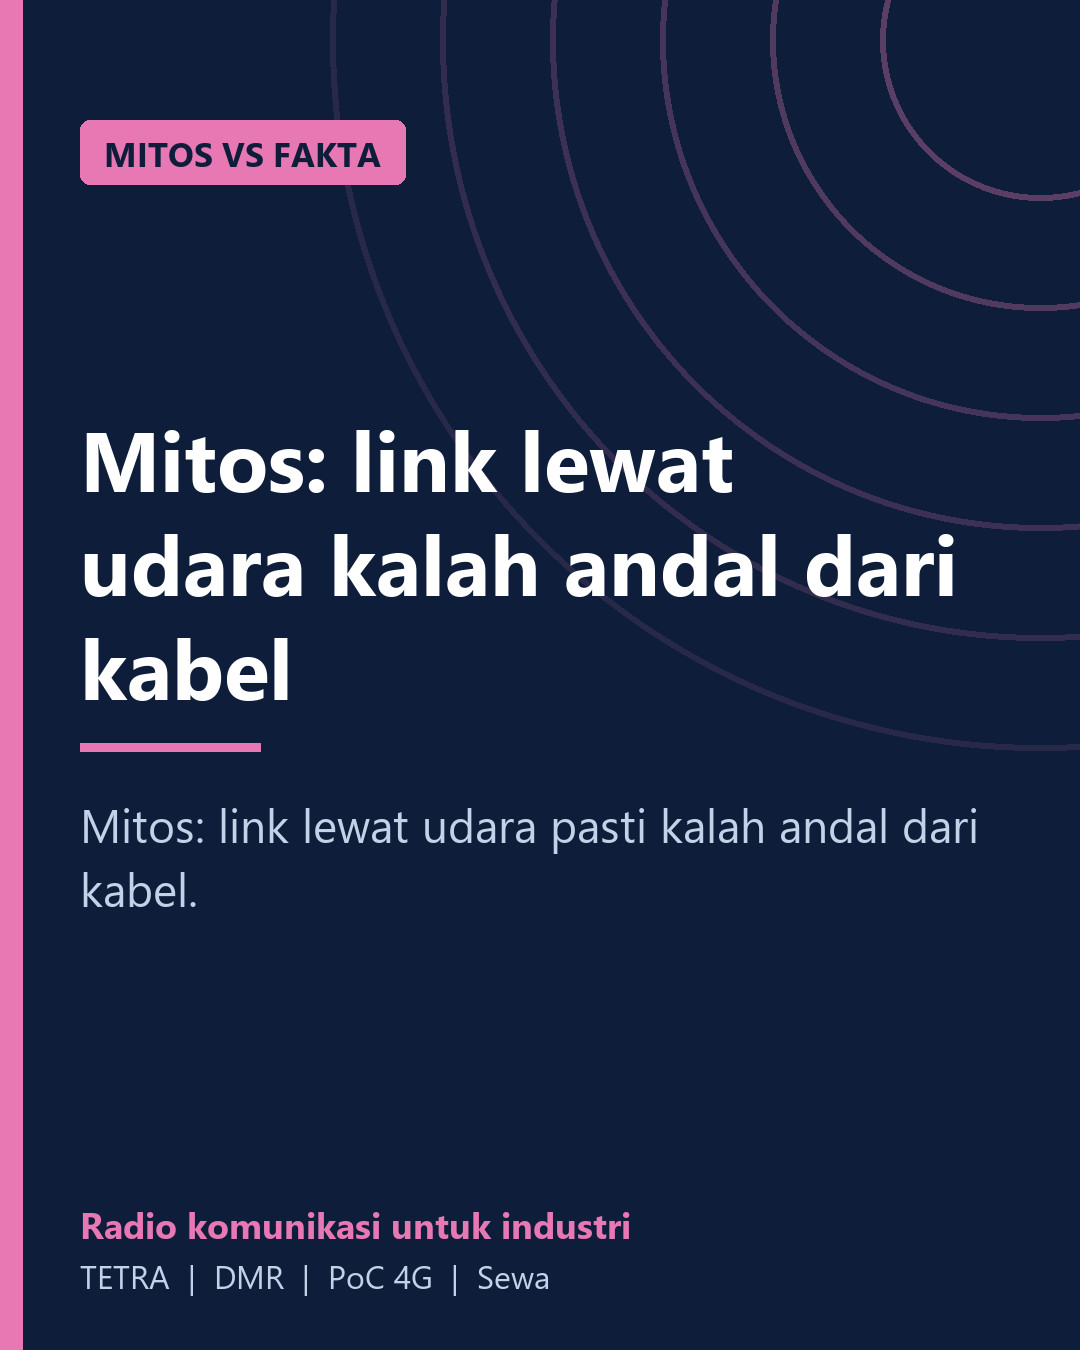 MITOS VS FAKTA
Mitos: link lewat
udara kalah andal dari
kabel
Mitos: link lewat udara pasti kalah andal dari
kabel.
Radio komunikasi untuk industri
TETRA | DMR | PoC 4G | Sewa